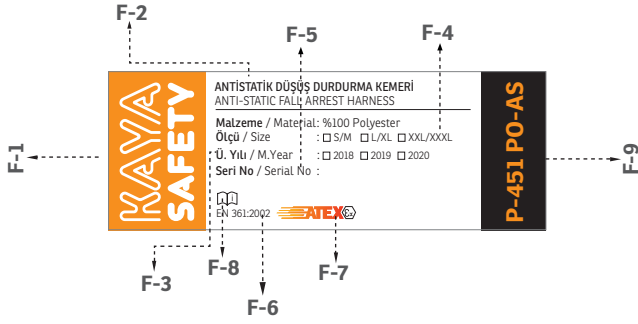 F-2
F-5
F-4
F-1
KAYA
SAFETY
ANTİSTATİK DÜŞÜŞ DURDURMA KEMERİ
ANTI-STATIC FALL ARREST HARNESS
Malzeme / Material: %100 Polyester
Ölçü / Size : S/M L/XL XXL/XXXL
Ü. Yılı / M.Year : 2018 2019 2020
Seri No / Serial No :
i
EN 361:2002
ATEX Ex
P-451 PO-AS
F-9
F-3
F-8
F-6
F-7